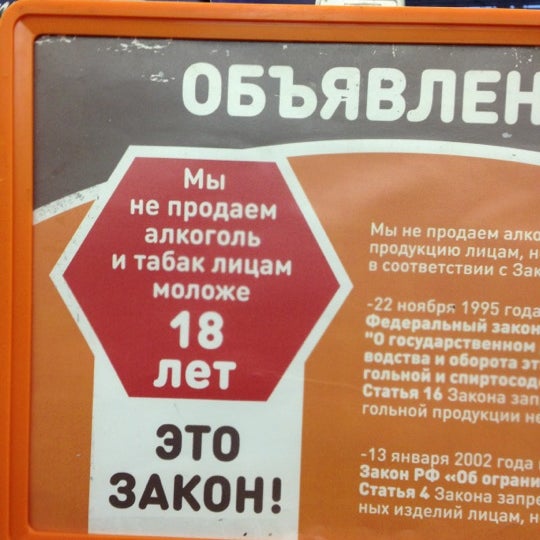 ОБЪЯВЛЕН
Мы
не продаем
алкоголь
и табак лицам
моложе
18
лет
ЭТО
ЗАКОН!
Мы не продаем алко
продукцию лицам, н
в соответствии с Зак
-22 ноября 1995 года
Федеральный закон
"О государственном
водства и оборота эт
гольной и спиртосод
Статья 16 Закона зап
гольной продукции не
-13 января 2002 года
Закон РФ «Об ограни
Статья 4 Закона запре
ных изделий лицам, н